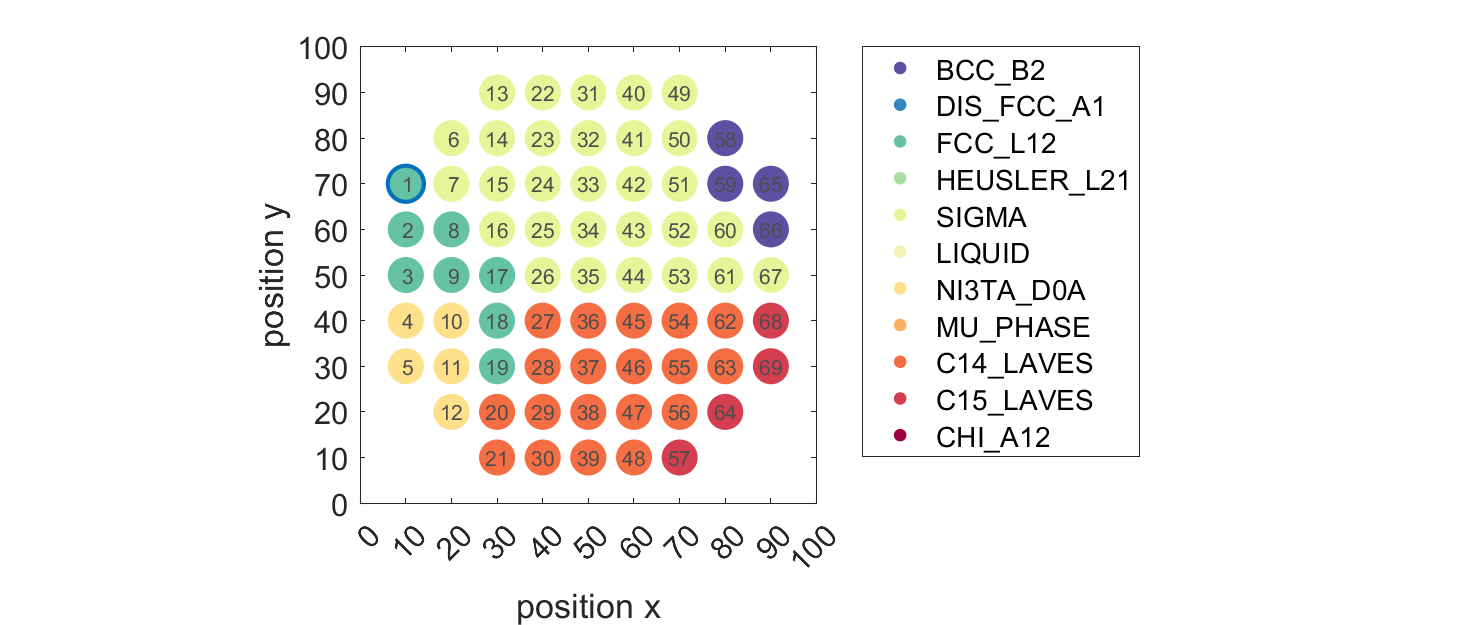 100
90
80
70
60
50
40
30
20
10
0
position y
13 22 31 40 49
6 14 23 32 41 50 58
1 7 15 24 33 42 51 59 65
2 8 16 25 34 43 52 60 66
3 9 17 26 35 44 53 61 67
4 10 18 27 36 45 54 62 68
5 11 19 28 37 46 55 63 69
12 20 29 38 47 56 64
21 30 39 48 57
0 10 20 30 40 50 60 70 80 90 100
position x
BCC_B2
DIS_FCC_A1
FCC_L12
HEUSLER_L21
SIGMA
LIQUID
NI3TA_D0A
MU_PHASE
C14_LAVES
C15_LAVES
CHI_A12